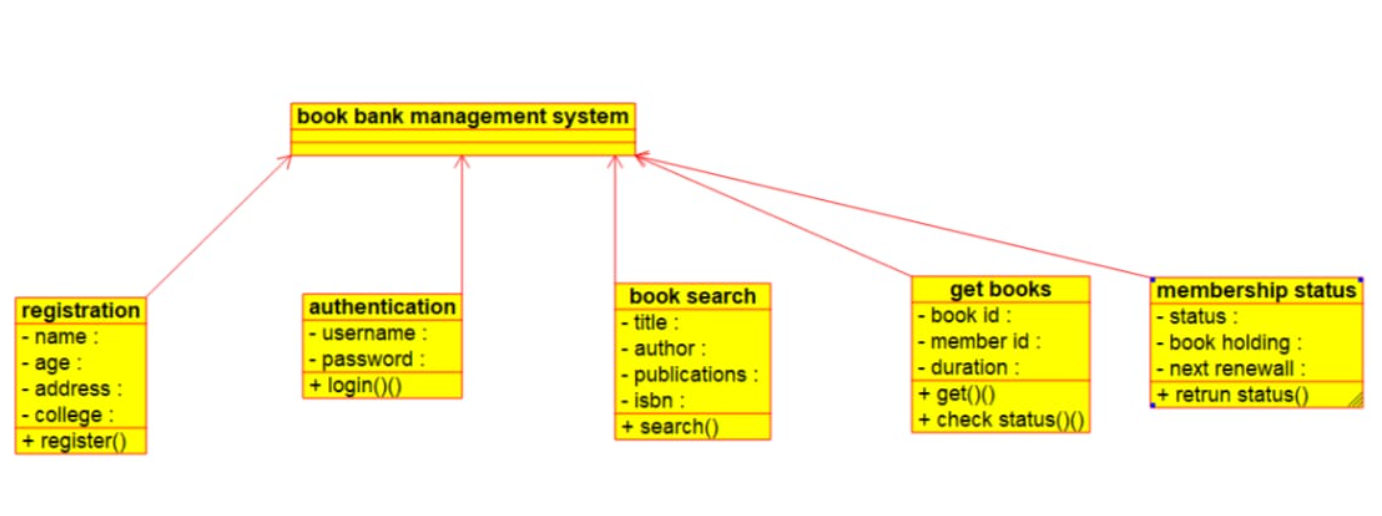 book bank management system
registration
- name :
- age :
- address :
- college :
+ register()
authentication
- username :
- password :
+ login()()
book search
- title :
- author :
- publications :
- isbn :
+ search()
get books
- book id :
- member id :
- duration :
+ get()()
+ check status()()
membership status
- status :
- book holding :
- next renewall :
+ retrun status()